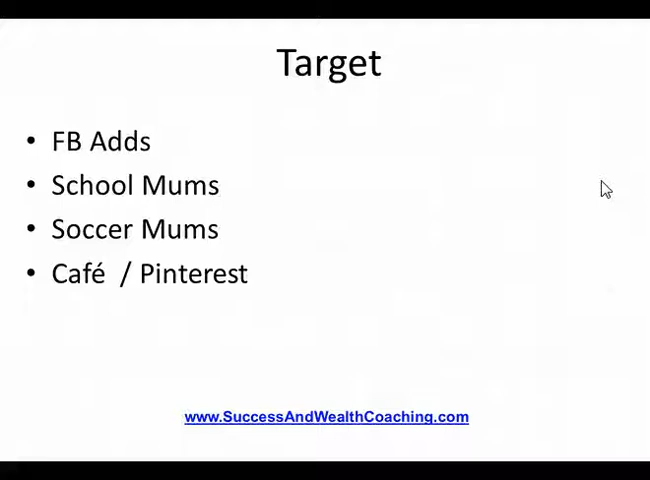 Target
• FB Adds
• School Mums
• Soccer Mums
• Café / Pinterest
www.SuccessAndWealthCoaching.com